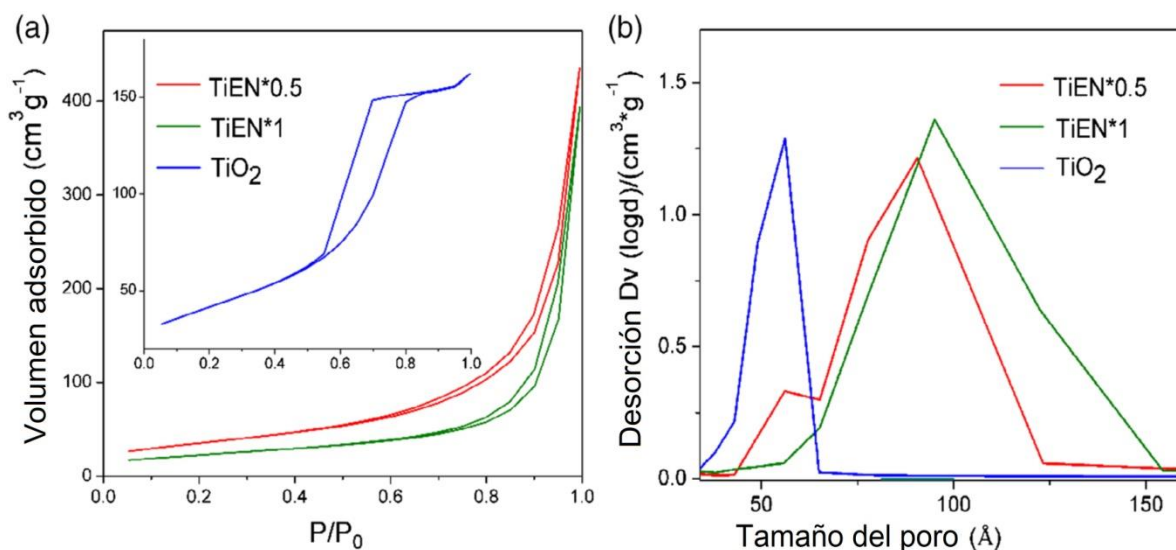 (a)
Volumen adsorbido (cm³g⁻¹)
400
300
200
100
0
0.0 0.2 0.4 0.6 0.8 1.0
P/P₀
TiEN*0.5
TiEN*1
TiO₂
150
100
50
0.0 0.2 0.4 0.6 0.8 1.0
(b)
Desorción Dv (logd)/(cm³*g⁻¹)
1.5
1.0
0.5
0.0
50 100 150
Tamaño del poro (Å)
TiEN*0.5
TiEN*1
TiO₂